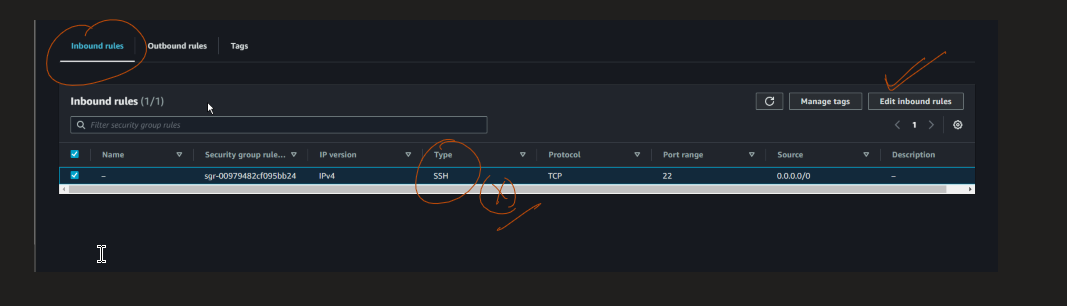 Inbound rules Outbound rules Tags
Inbound rules (1/1) Manage tags Edit inbound rules
Filter security group rules < 1 >
Name Security group rule... IP version Type Protocol Port range Source Description
– sgr-00979482cf095bb24 IPv4 SSH TCP 22 0.0.0.0/0 –